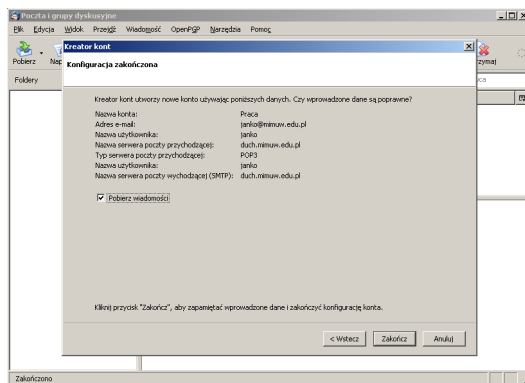 Poczta i grupy dyskusyjne
Plik Edycja Widok Przejdź Wiadomość OpenPGP Narzędzia Pomoc
Pobierz
Foldery
Kreator kont
Konfiguracja zakończona
Kreator kont utworzy nowe konto używając poniższych danych. Czy wprowadzone dane są poprawne?
Nazwa konta: Praca
Adres e-mail: janko@mimuw.edu.pl
Nazwa użytkownika: janko
Nazwa serwera poczty przychodzącej: duch.mimuw.edu.pl
Typ serwera poczty przychodzącej: POP3
Nazwa użytkownika: janko
Nazwa serwera poczty wychodzącej (SMTP): duch.mimuw.edu.pl
Pobierz wiadomości
Kliknij przycisk "Zakończ", aby zapamiętać wprowadzone dane i zakończyć konfigurację konta.
< Wstecz Zakończ Anuluj
Zakończono